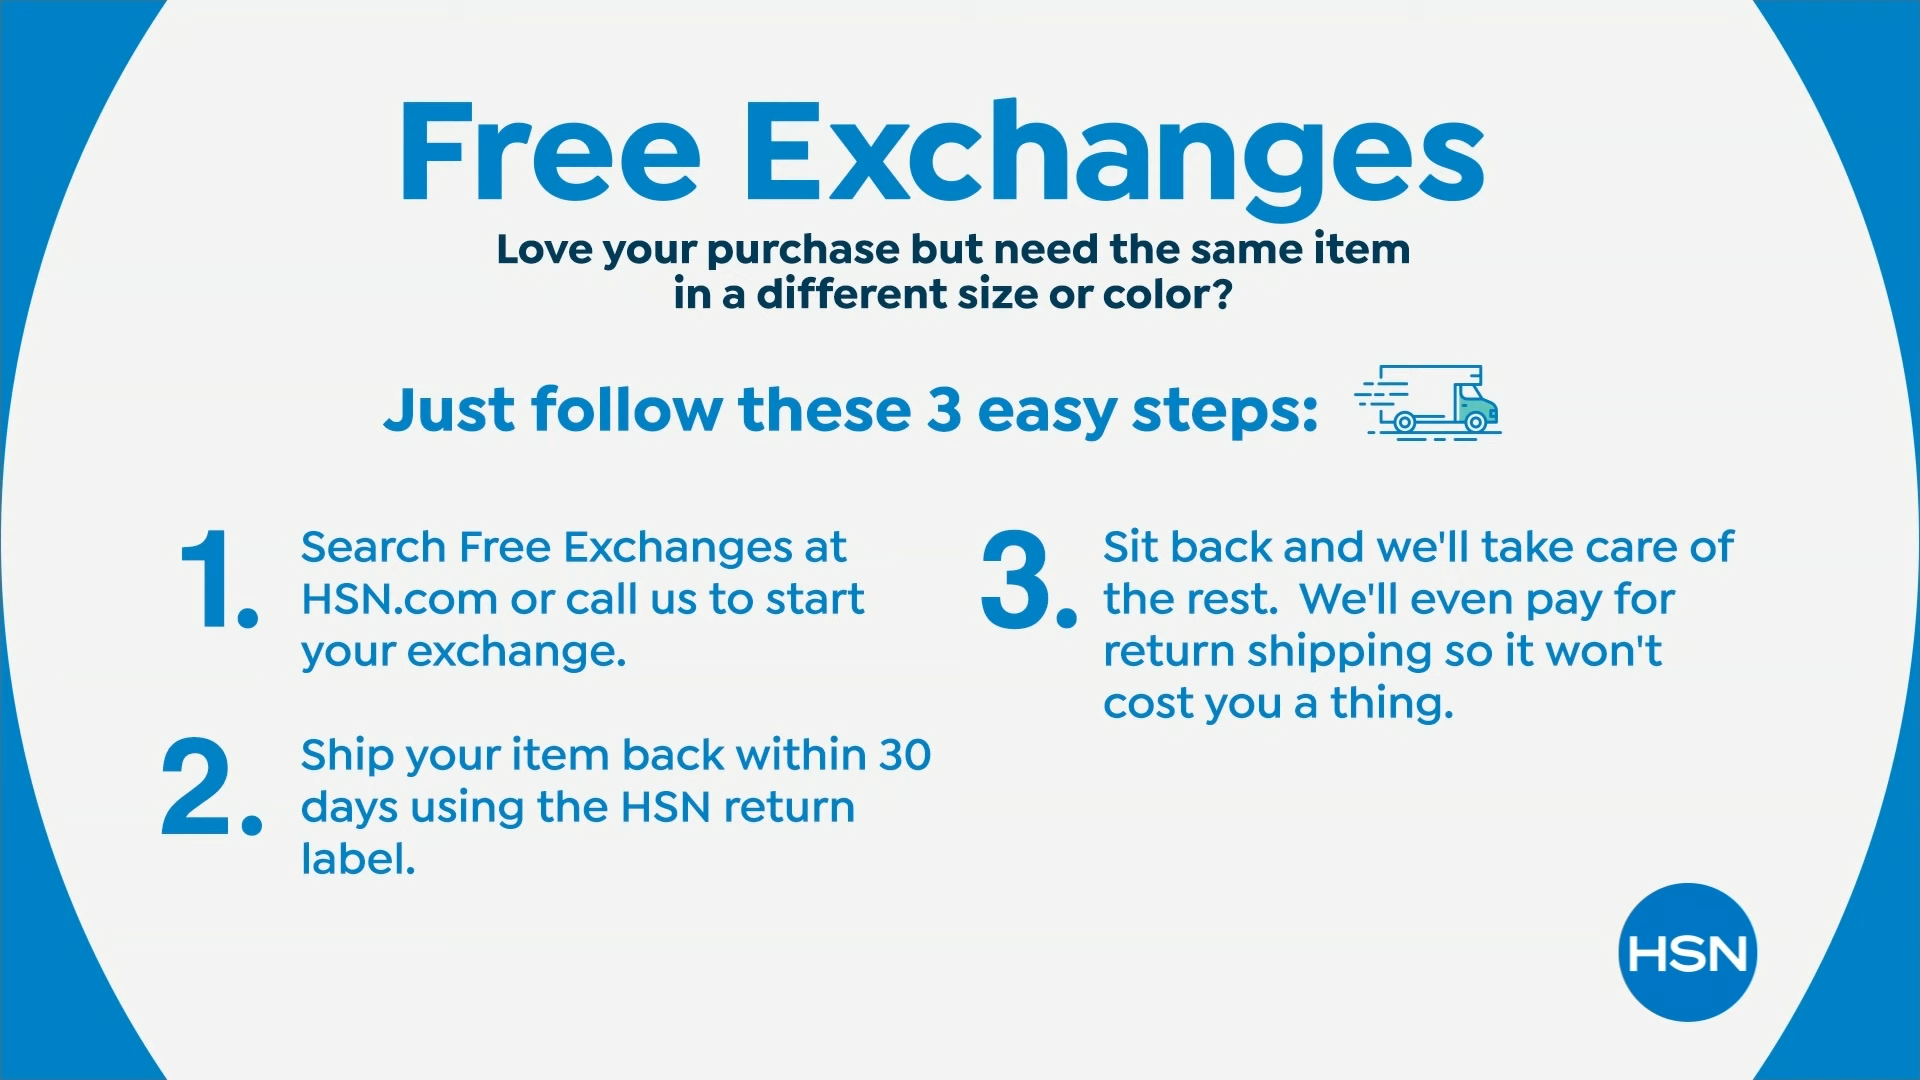 Free Exchanges
Love your purchase but need the same item
in a different size or color?
Just follow these 3 easy steps:
1.
Search Free Exchanges at
HSN.com or call us to start
your exchange.
2.
Ship your item back within 30
days using the HSN return
label.
3.
Sit back and we'll take care of
the rest.  We'll even pay for
return shipping so it won't
cost you a thing.
HSN